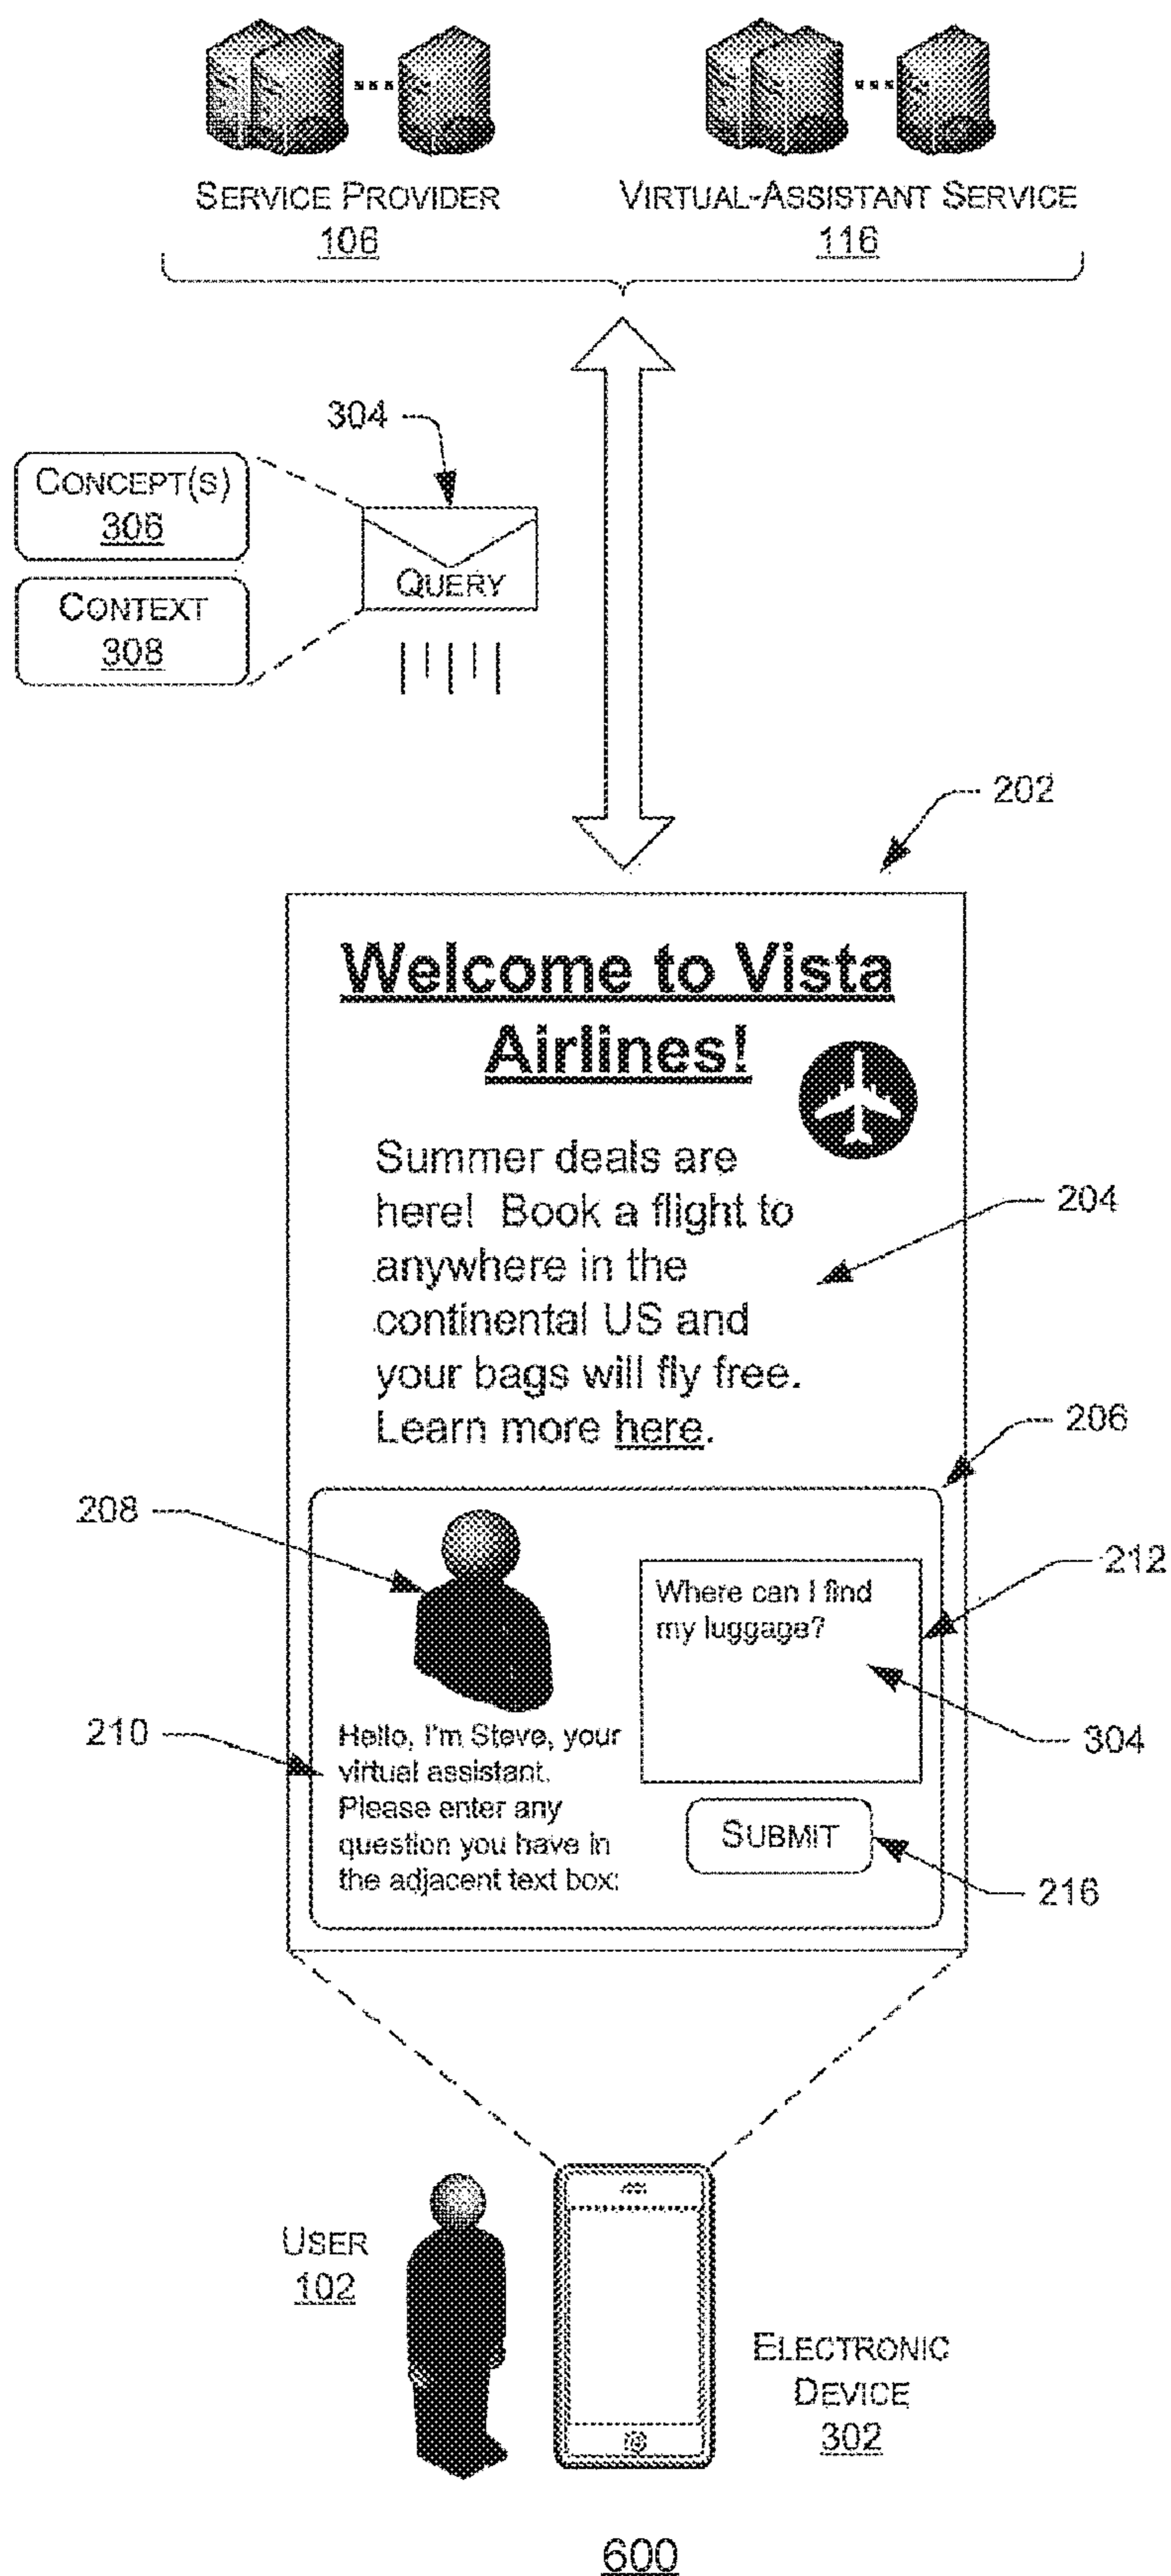 SERVICE PROVIDER
106
VIRTUAL-ASSISTANT SERVICE
116
304
CONCEPT(S)
306
QUERY
CONTEXT
308
202
Welcome to Vista
Airlines!
Summer deals are
here! Book a flight to
anywhere in the
continental US and
your bags will fly free.
Learn more here.
204
206
208
212
Where can I find
my luggage?
210
Hello, I'm Steve, your
virtual assistant.
Please enter any
question you have in
the adjacent text box:
304
SUBMIT
216
USER
102
ELECTRONIC
DEVICE
302
600